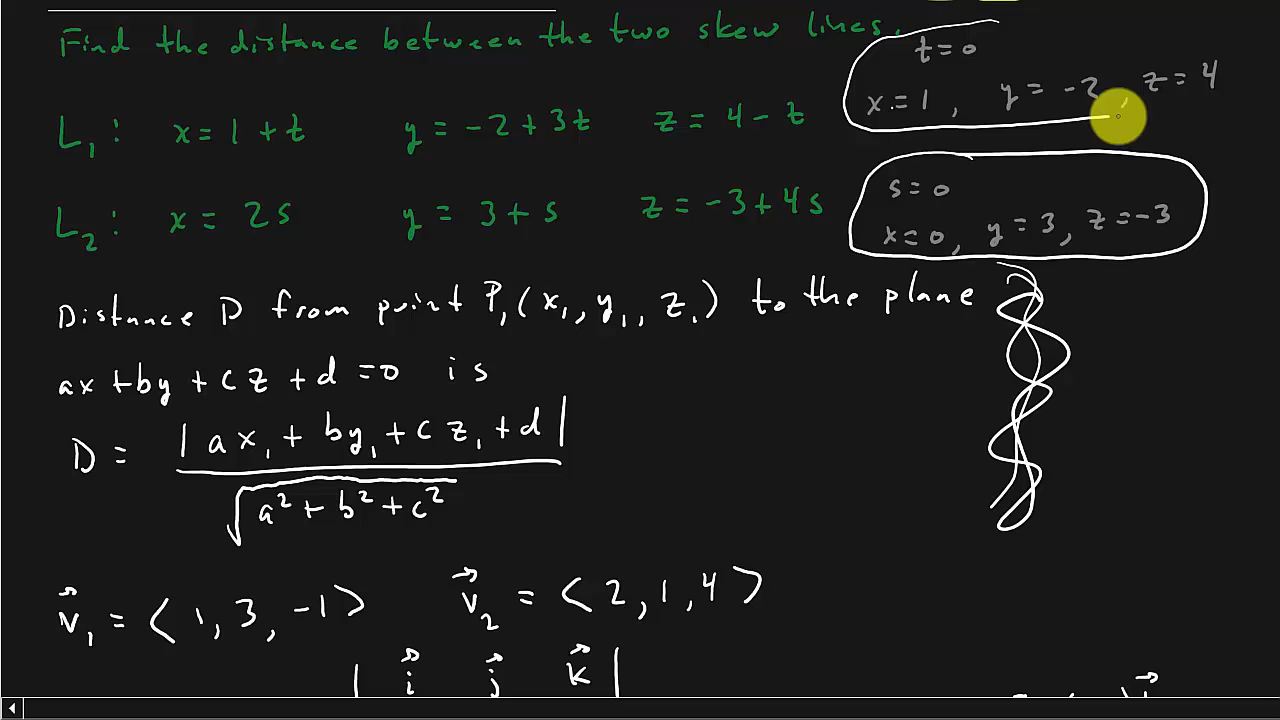 Find the distance between the two skew lines.
t = 0
x = 1, y = -2, z = 4
L₁: x = 1 + t y = -2 + 3t z = 4 - t
s = 0
x = 0, y = 3, z = -3
L₂: x = 2s y = 3 + s z = -3 + 4s
Distance D from point P₁(x₁, y₁, z₁) to the plane
ax + by + cz + d = 0 is
D = |ax₁ + by₁ + cz₁ + d| / √(a² + b² + c²)
v⃗₁ = ⟨1, 3, -1⟩ v⃗₂ = ⟨2, 1, 4⟩
| i⃗ j⃗ k⃗ |